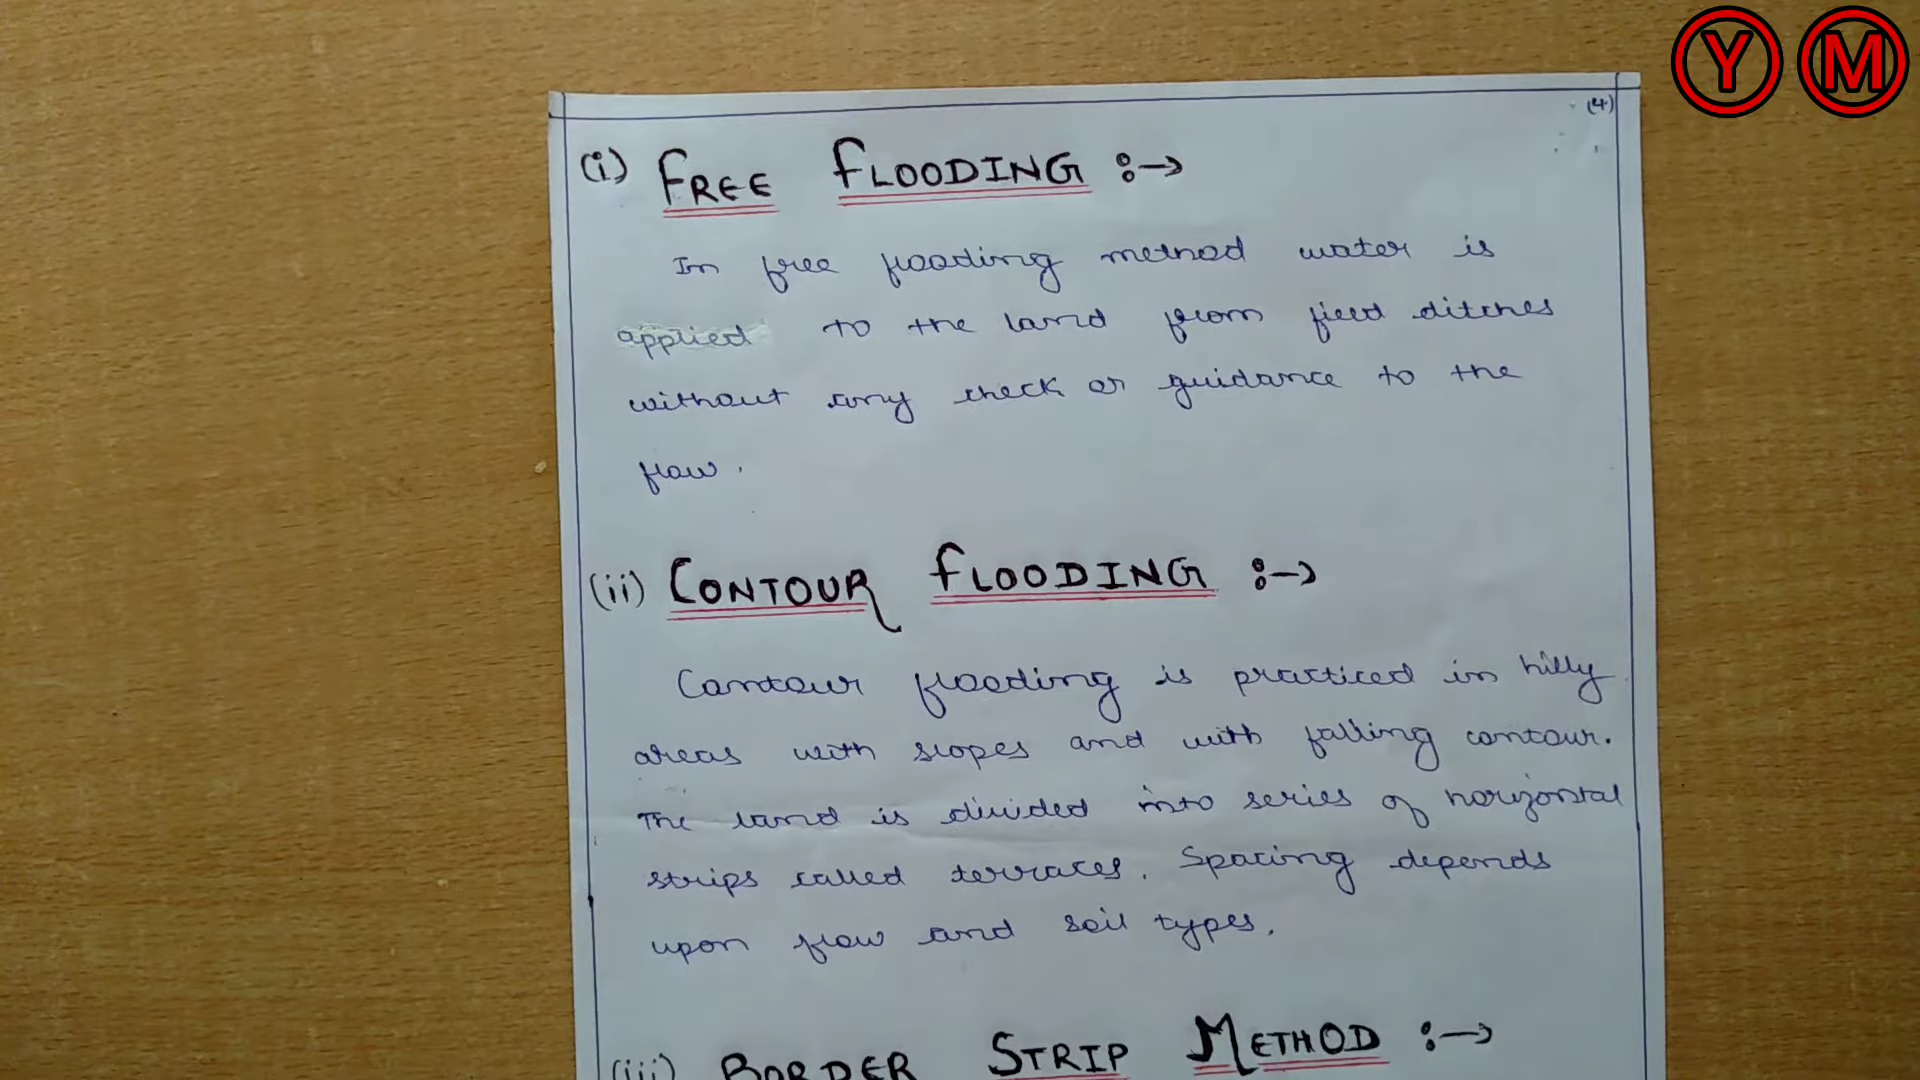 Y M
(4)
(i) FREE FLOODING :→
In free flooding method water is
applied to the land from field ditches
without any check or guidance to the
flow.
(ii) CONTOUR FLOODING :→
Contour flooding is practiced in hilly
areas with slopes and with falling contour.
The land is divided into series of horizontal
strips called terraces. Spacing depends
upon flow and soil types.
(iii) BORDER STRIP METHOD :→